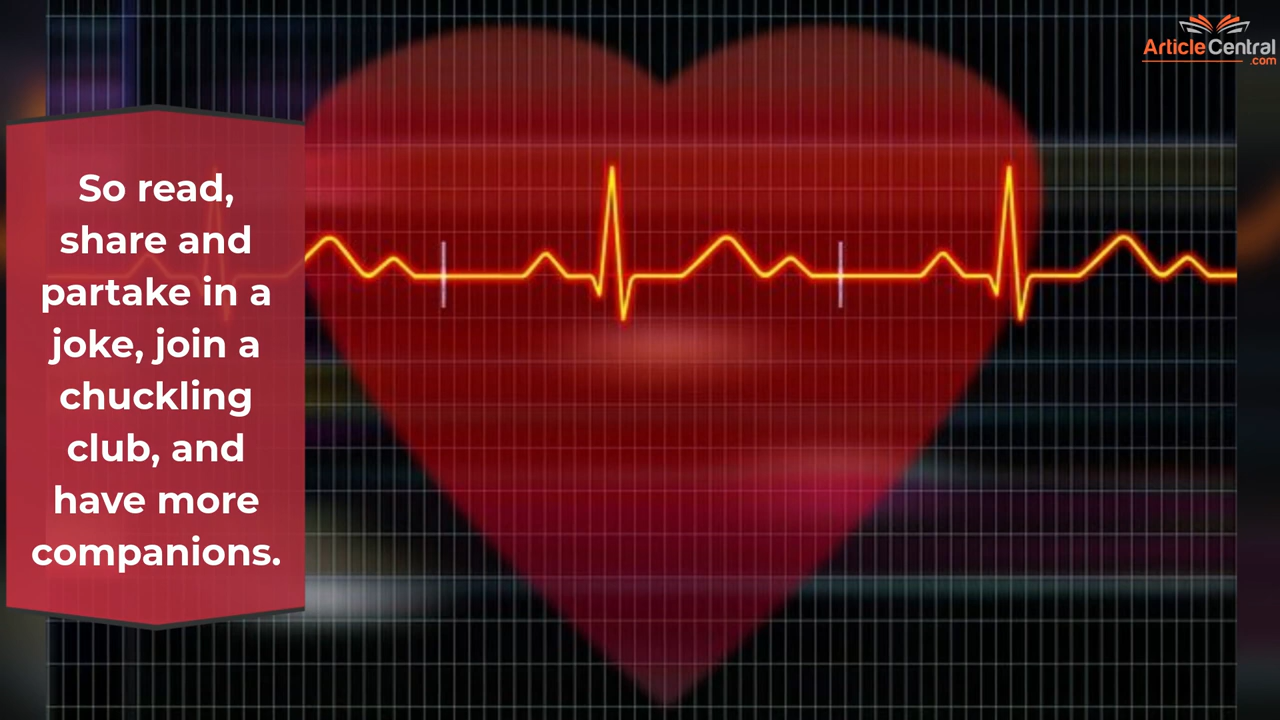 ArticleCentral
.com
So read,
share and
partake in a
joke, join a
chuckling
club, and
have more
companions.